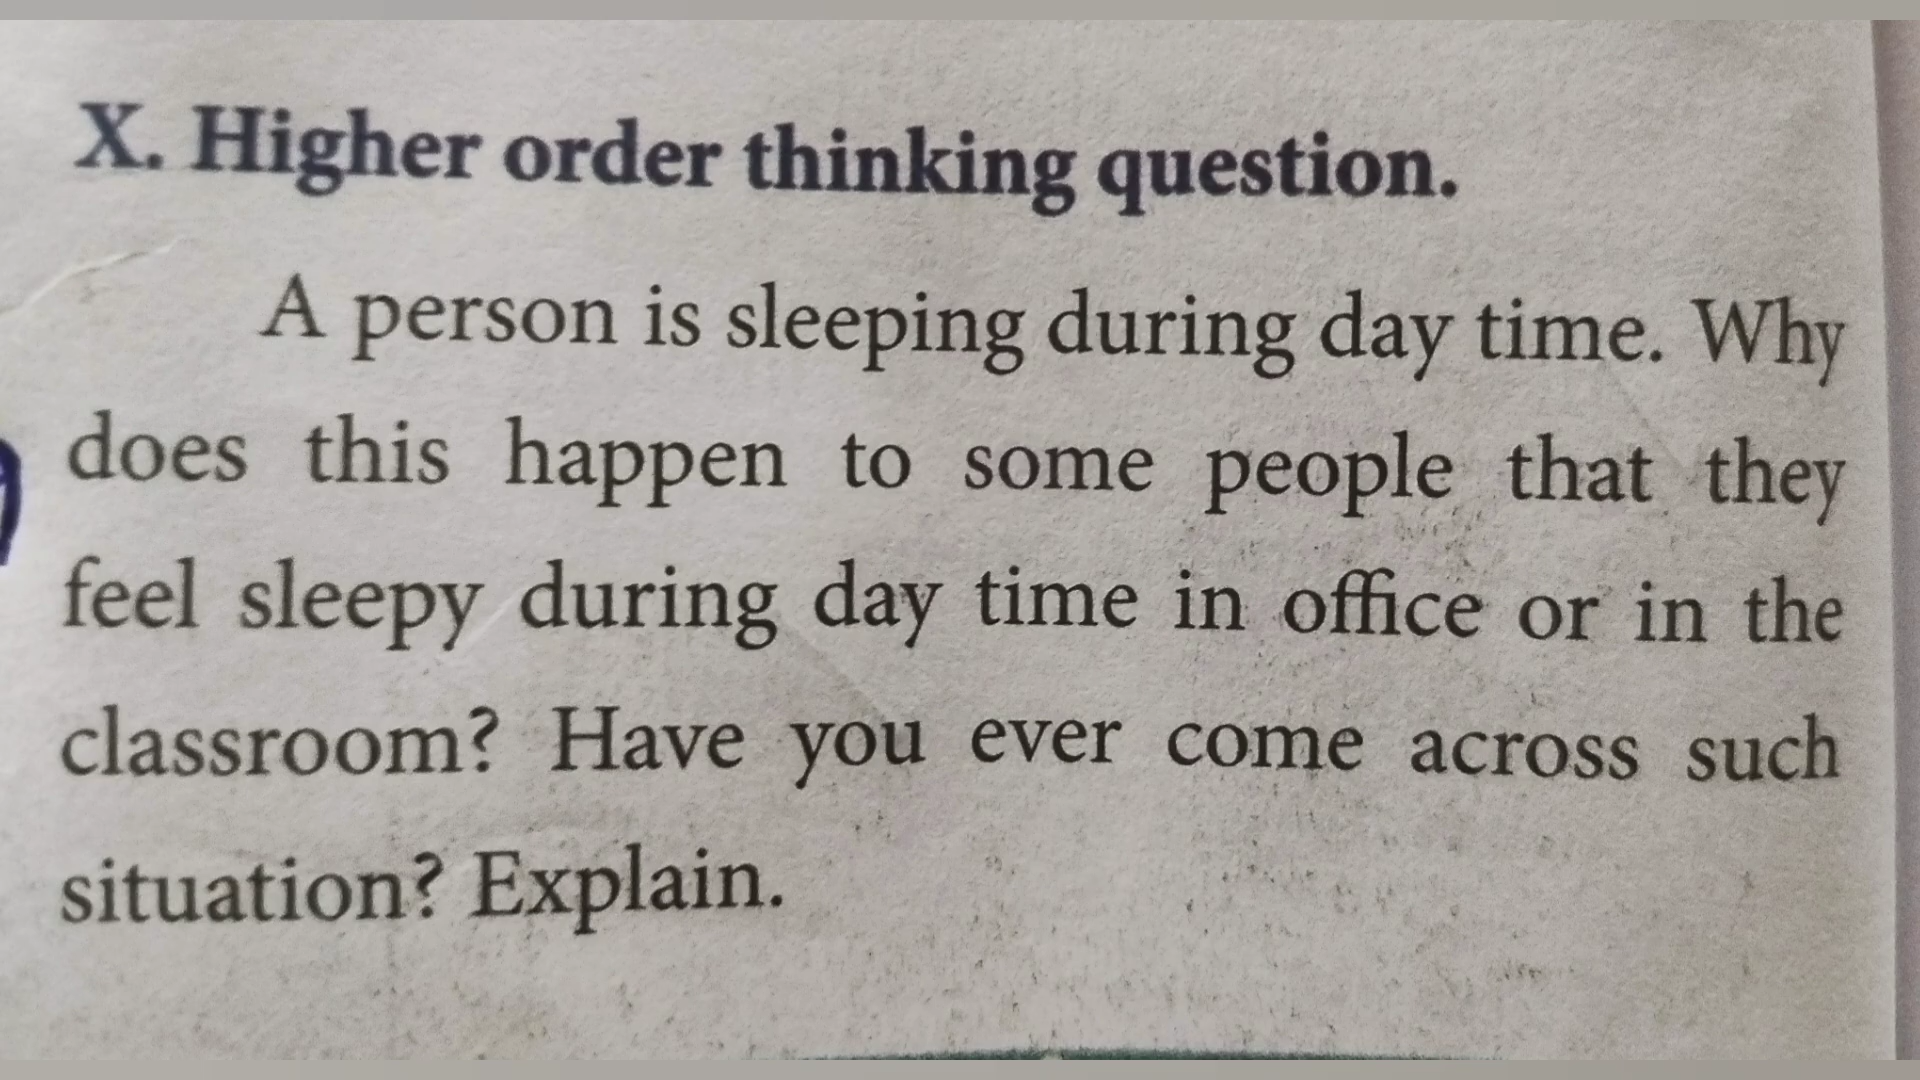 X. Higher order thinking question.
A person is sleeping during day time. Why
does this happen to some people that they
feel sleepy during day time in office or in the
classroom? Have you ever come across such
situation? Explain.